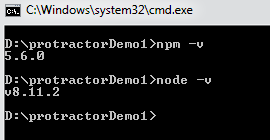 C:\Windows\system32\cmd.exe
D:\protractorDemo1>npm -v
5.6.0
D:\protractorDemo1>node -v
v8.11.2
D:\protractorDemo1>